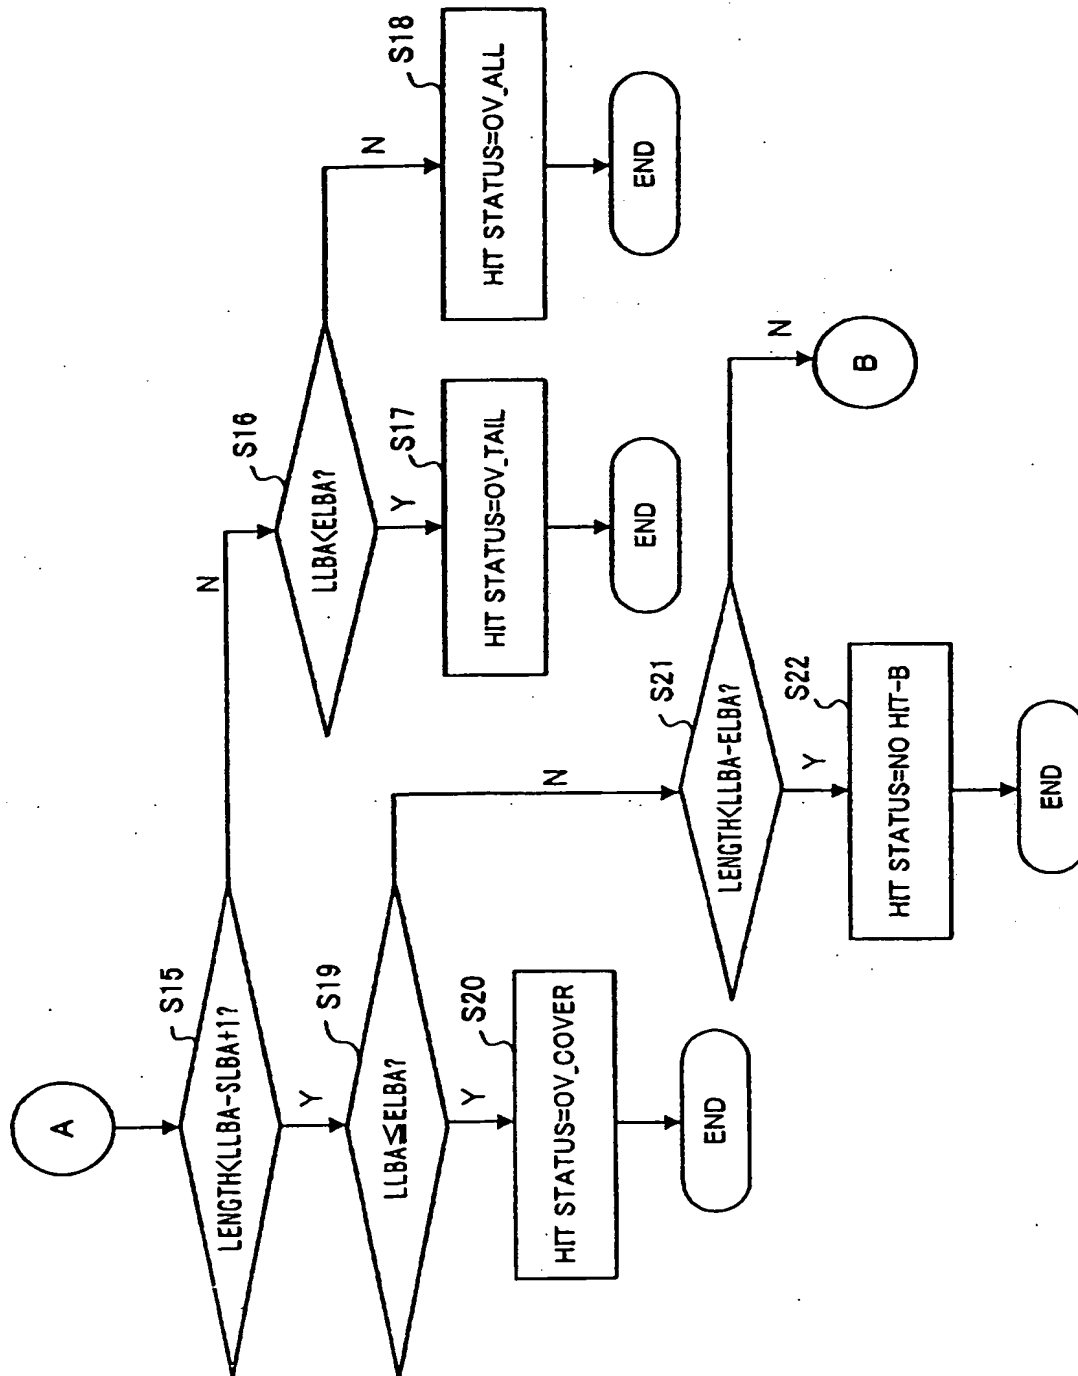 A
S15
LENGTH<LLBA-SLBA+1?
N
Y
S16
LLBA<ELBA?
N
Y
S17
HIT STATUS=OV_TAIL
END
S18
HIT STATUS=OV_ALL
END
S19
LLBA≦ELBA?
N
Y
S20
HIT STATUS=OV_COVER
END
S21
LENGTH<LLBA-ELBA?
N
Y
B
S22
HIT STATUS=NO HIT-B
END